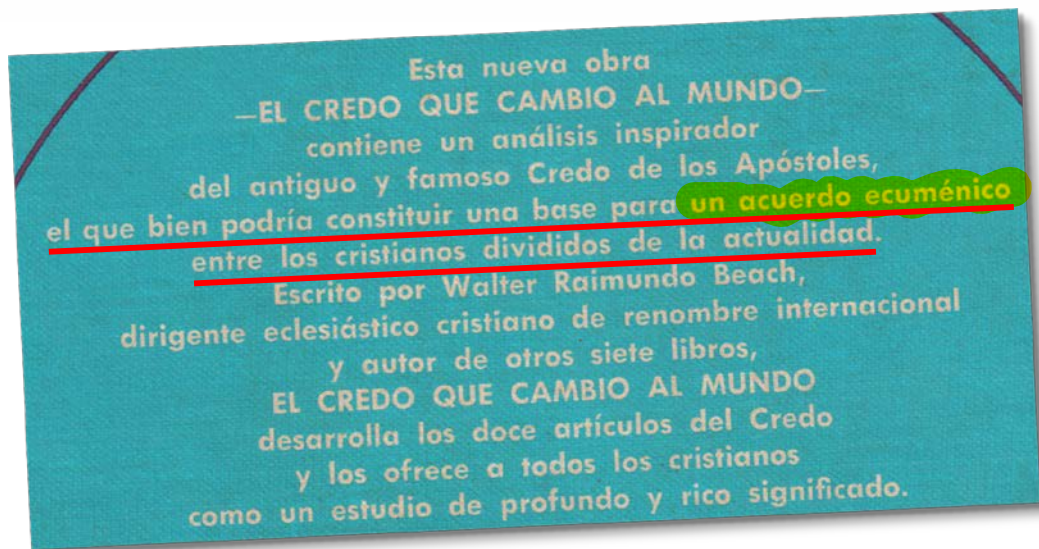 Esta nueva obra
—EL CREDO QUE CAMBIO AL MUNDO—
contiene un análisis inspirador
del antiguo y famoso Credo de los Apóstoles,
el que bien podría constituir una base para un acuerdo ecuménico
entre los cristianos divididos de la actualidad.
Escrito por Walter Raimundo Beach,
dirigente eclesiástico cristiano de renombre internacional
y autor de otros siete libros,
EL CREDO QUE CAMBIO AL MUNDO
desarrolla los doce artículos del Credo
y los ofrece a todos los cristianos
como un estudio de profundo y rico significado.